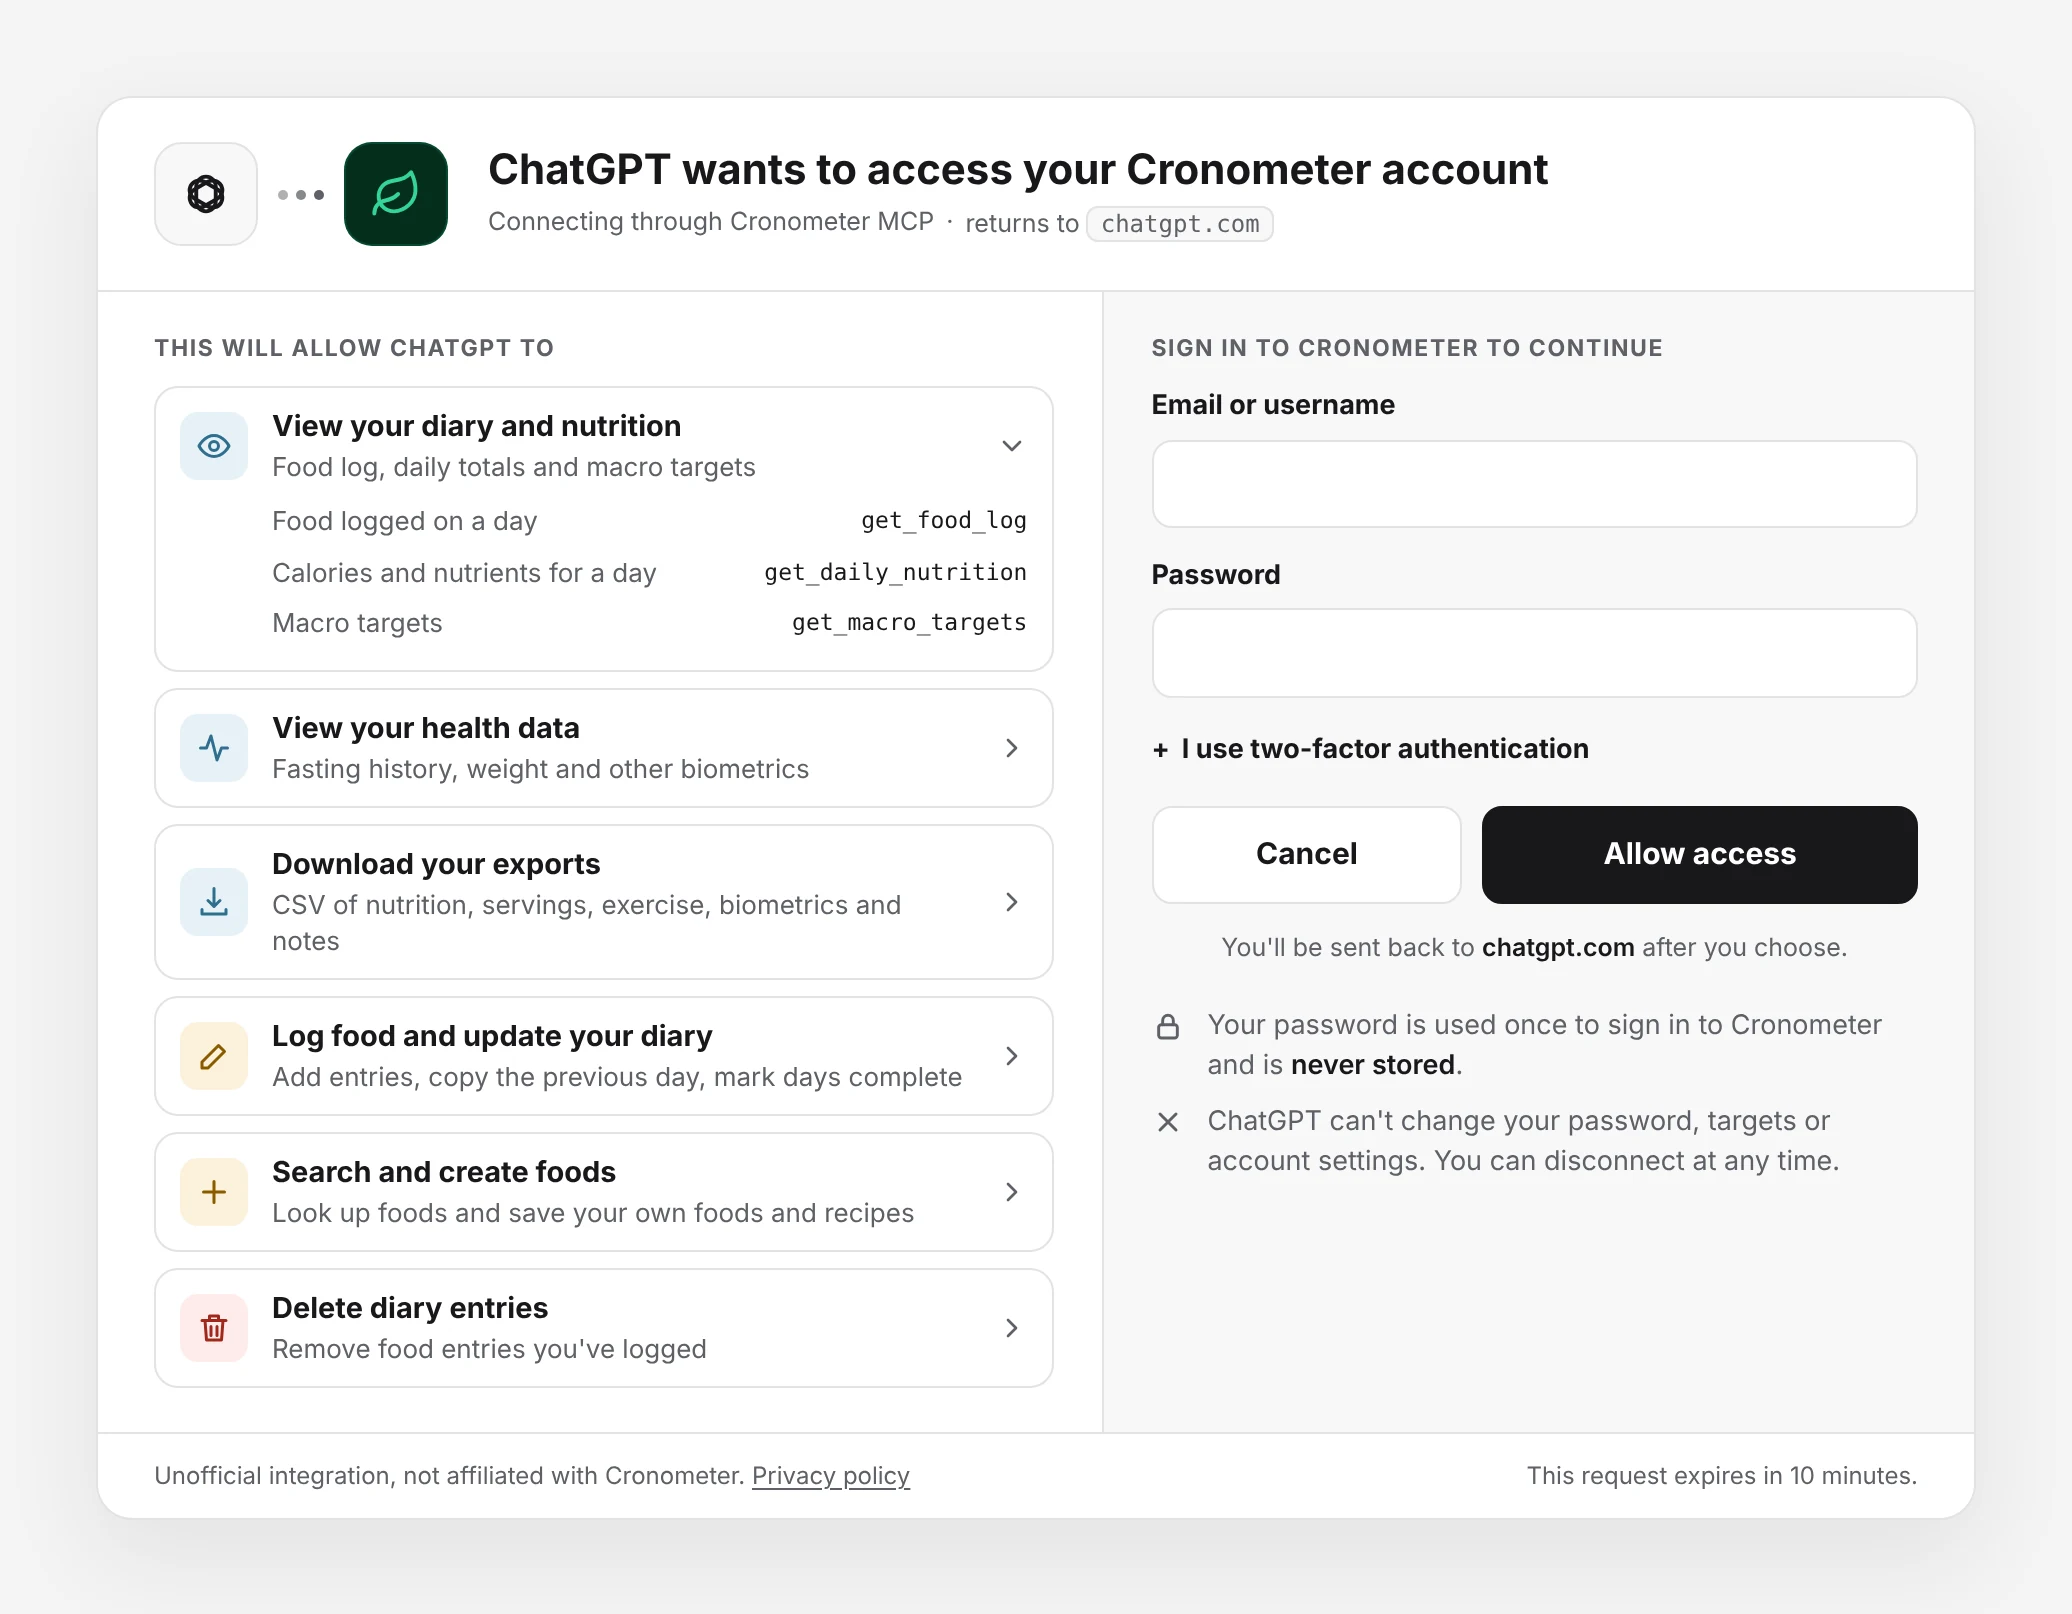 ChatGPT wants to access your Cronometer account
Connecting through Cronometer MCP · returns to chatgpt.com
THIS WILL ALLOW CHATGPT TO
View your diary and nutrition
Food log, daily totals and macro targets
Food logged on a day get_food_log
Calories and nutrients for a day get_daily_nutrition
Macro targets get_macro_targets
View your health data
Fasting history, weight and other biometrics
Download your exports
CSV of nutrition, servings, exercise, biometrics and
notes
Log food and update your diary
Add entries, copy the previous day, mark days complete
Search and create foods
Look up foods and save your own foods and recipes
Delete diary entries
Remove food entries you've logged
SIGN IN TO CRONOMETER TO CONTINUE
Email or username
Password
+ I use two-factor authentication
Cancel
Allow access
You'll be sent back to chatgpt.com after you choose.
Your password is used once to sign in to Cronometer
and is never stored.
ChatGPT can't change your password, targets or
account settings. You can disconnect at any time.
Unofficial integration, not affiliated with Cronometer. Privacy policy
This request expires in 10 minutes.